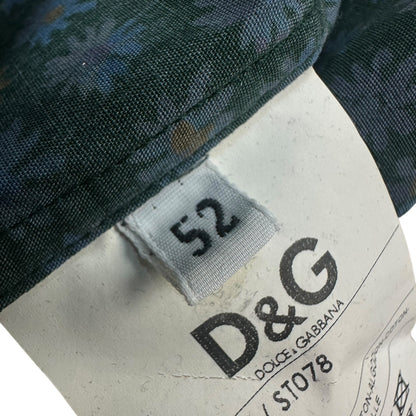 52
D&G
DOLCE & GABBANA
/ ST078